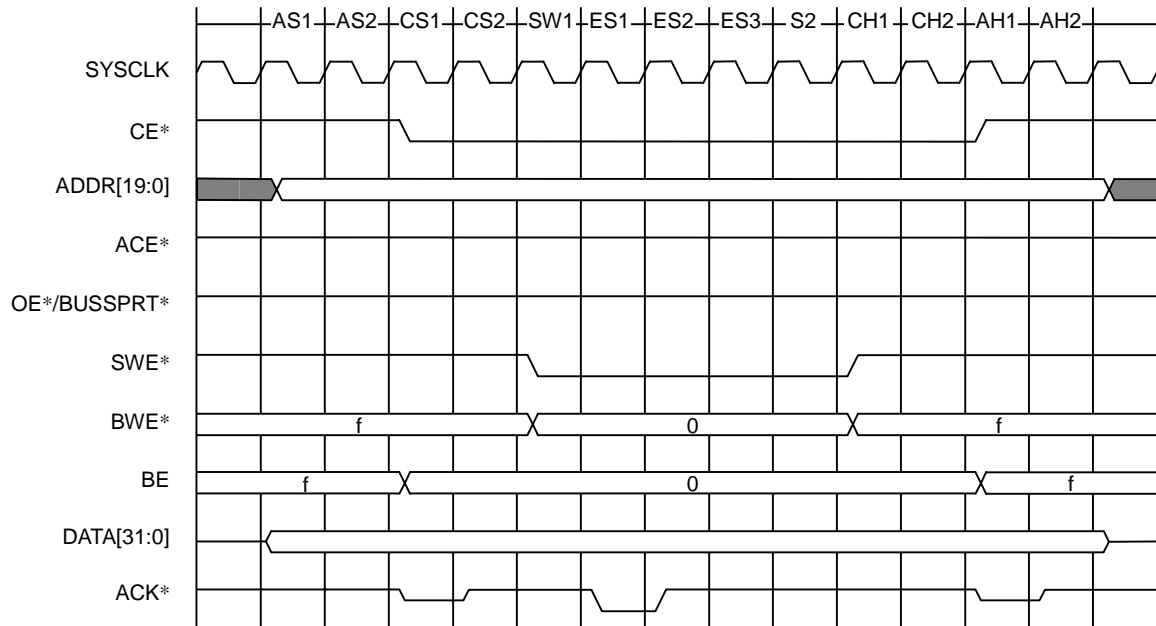 AS1 AS2 CS1 CS2 SW1 ES1 ES2 ES3 S2 CH1 CH2 AH1 AH2
SYSCLK
CE*
ADDR[19:0]
ACE*
OE*/BUSSPRT*
SWE*
BWE* f 0 f
BE f 0 f
DATA[31:0]
ACK*